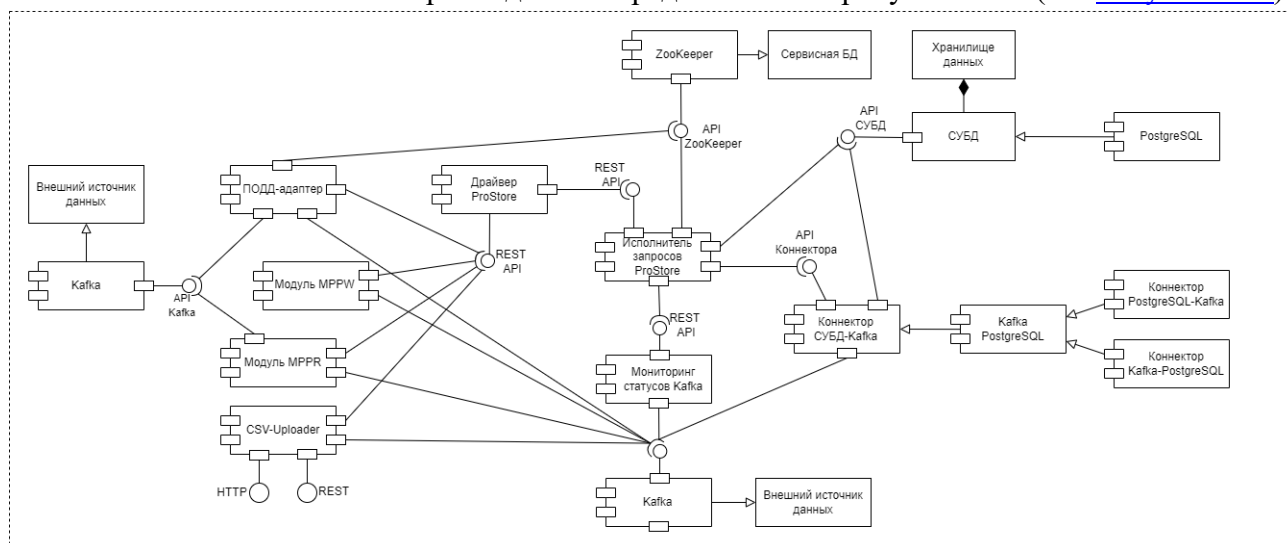 ZooKeeper
Сервисная БД
Хранилище
данных
API
СУБД
СУБД
PostgreSQL
API
ZooKeeper
Внешний источник
данных
ПОДД-адаптер
Драйвер
ProStore
REST
API
Kafka
API
Kafka
Модуль MPPW
REST
API
Исполнитель
запросов
ProStore
API
Коннектора
Коннектор
СУБД-Kafka
Kafka
PostgreSQL
Коннектор
PostgreSQL-Kafka
Коннектор
Kafka-PostgreSQL
REST
API
Модуль MPPR
Мониторинг
статусов Kafka
CSV-Uploader
HTTP
REST
Kafka
Внешний источник
данных